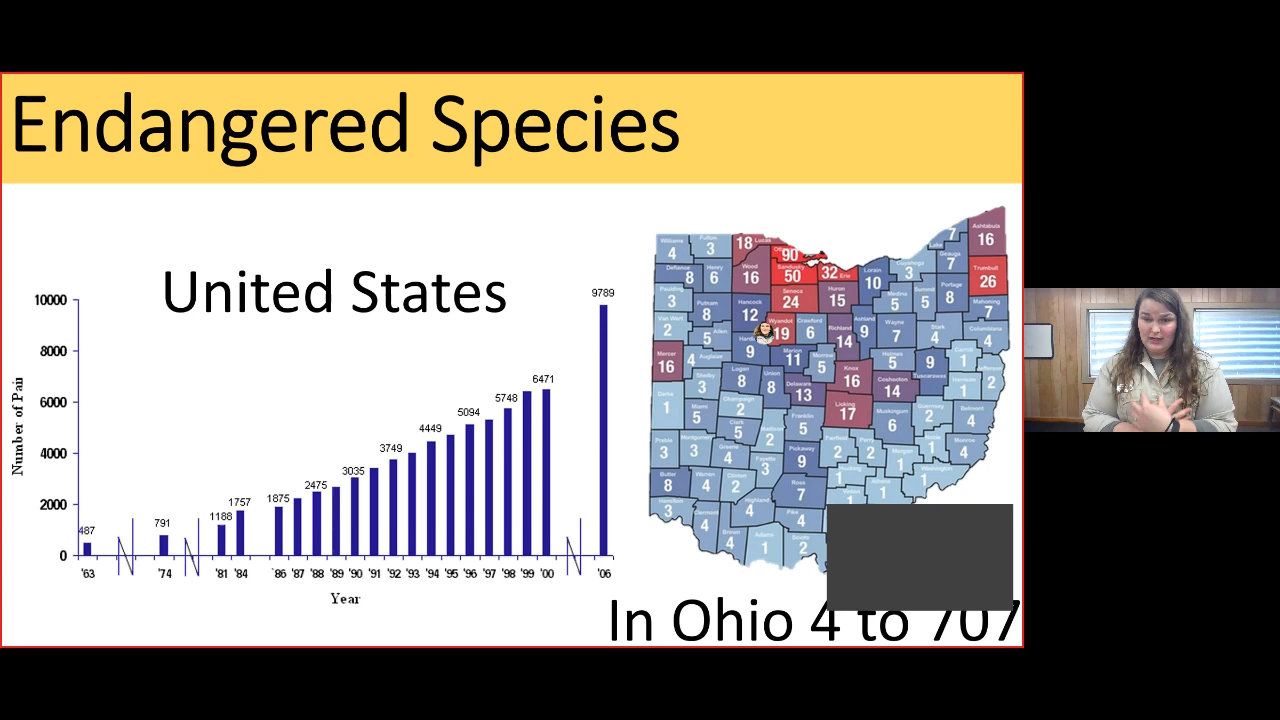 Endangered Species
United States
Number of Pair
10000
8000
6000
4000
2000
0
487
791
1188
1757
1875
2475
3035
3749
4449
5094
5748
6471
9789
'63
'74
'81
'84
'86
'87
'88
'89
'90
'91
'92
'93
'94
'95
'96
'97
'98
'99
'00
'06
Year
Williams 4
Fulton 3
18 Lucas
90
7
Lake
Ashtabula 16
Defiance 8
Henry 6
Wood 16
Sandusky 50
32 Erie
Lorain 10
Cuyahoga 3
Geauga 7
Trumbull 26
Paulding 3
Putnam 8
Hancock 12
Seneca 24
Huron 15
Medina 5
Summit 5
Portage 8
Mahoning 7
Van Wert 2
5 Allen
Wyandot 19
Crawford 6
Richland 14
Ashland 9
Wayne 7
Stark 4
Columbiana 4
Mercer 16
4 Auglaize
9
Marion 11
Morrow 5
Holmes 5
9 Tuscarawas
Carroll 1
Jefferson 2
Shelby 3
Logan 8
Union 8
Delaware 13
Knox 16
Coshocton 14
Harrison 1
Darke 1
Miami 5
Champaign 2
Clark 5
Madison 2
Franklin 5
Licking 17
Muskingum 6
Guernsey 2
Belmont 4
Preble 3
Montgomery 3
Greene 4
Fayette 3
Pickaway 9
Fairfield 2
Perry 2
Morgan 1
Noble 1
Monroe 4
Butler 8
Warren 4
Clinton 2
Ross 7
Hocking 1
Athens 1
Washington 1
Hamilton 3
Clermont 4
Highland 4
Pike 4
Vinton 1
Brown 4
Adams 1
Scioto 2
In Ohio 4 to 707